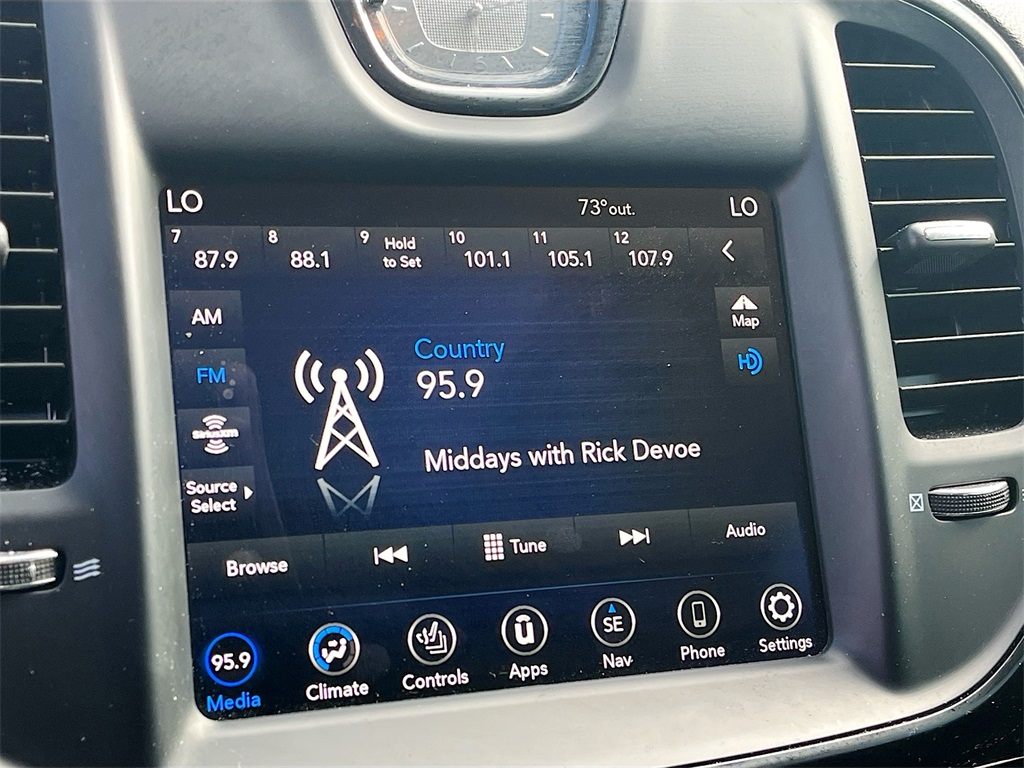 LO 73°out. LO
7 87.9 8 88.1 9 Hold to Set 10 101.1 11 105.1 12 107.9
AM
Map
FM
HD
Country
95.9
SiriusXM
Middays with Rick Devoe
Source
Select
Browse Tune Audio
95.9 SE
Media Climate Controls Apps Nav Phone Settings